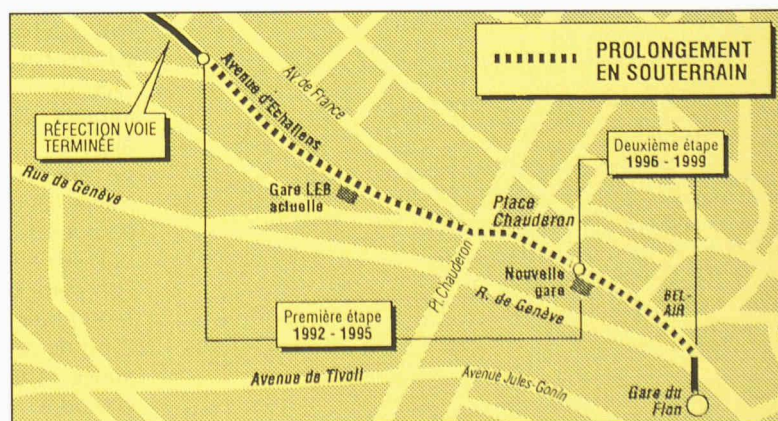 PROLONGEMENT
EN SOUTERRAIN
RÉFECTION VOIE
TERMINÉE
Avenue d'Echallens
Av. de France
Rue de Genève
Gare LEB
actuelle
Deuxième étape
1996 - 1999
Place
Chauderon
Pt. Chauderon
Nouvelle
gare
R. de Genève
BEL-
AIR
Première étape
1992 - 1995
Avenue de Tivoli
Avenue Jules-Gonin
Gare du
Flon